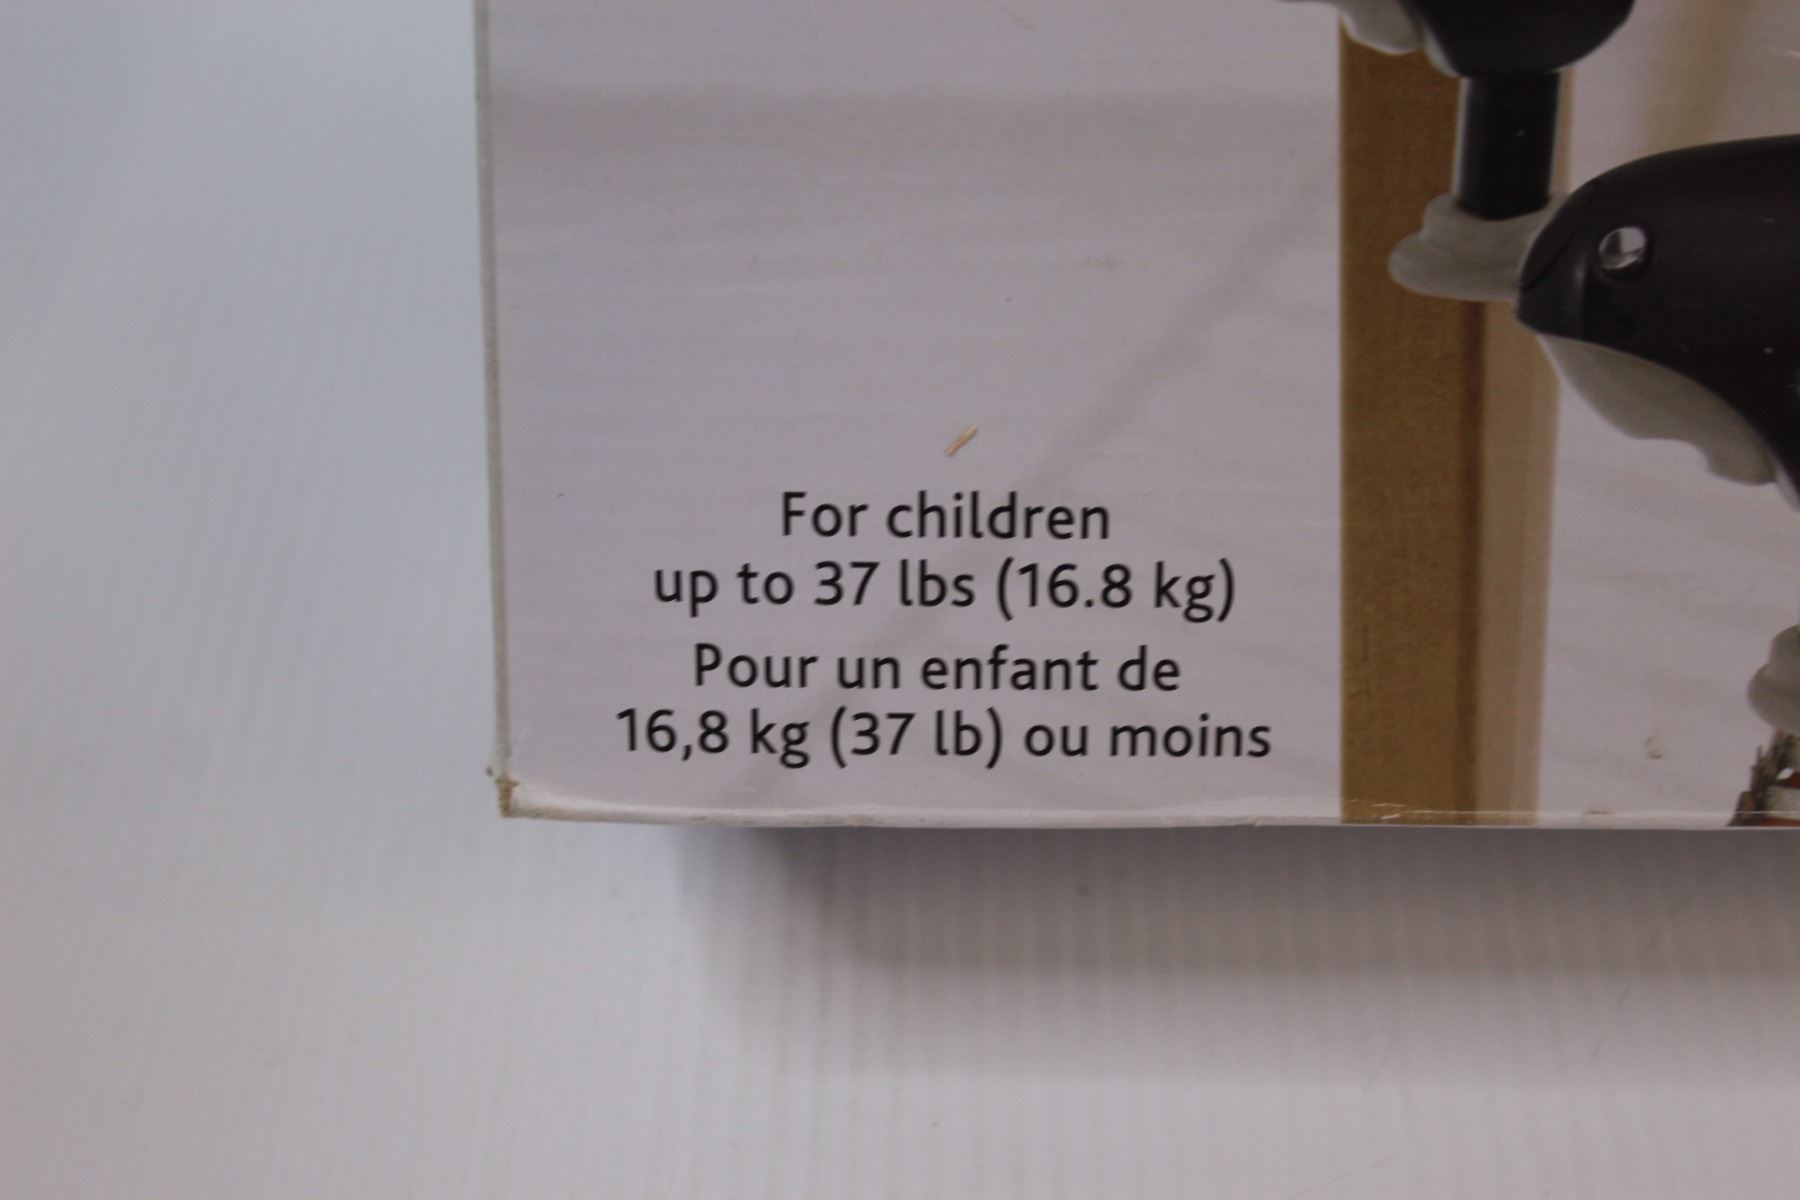 For children
up to 37 lbs (16.8 kg)
Pour un enfant de
16,8 kg (37 lb) ou moins